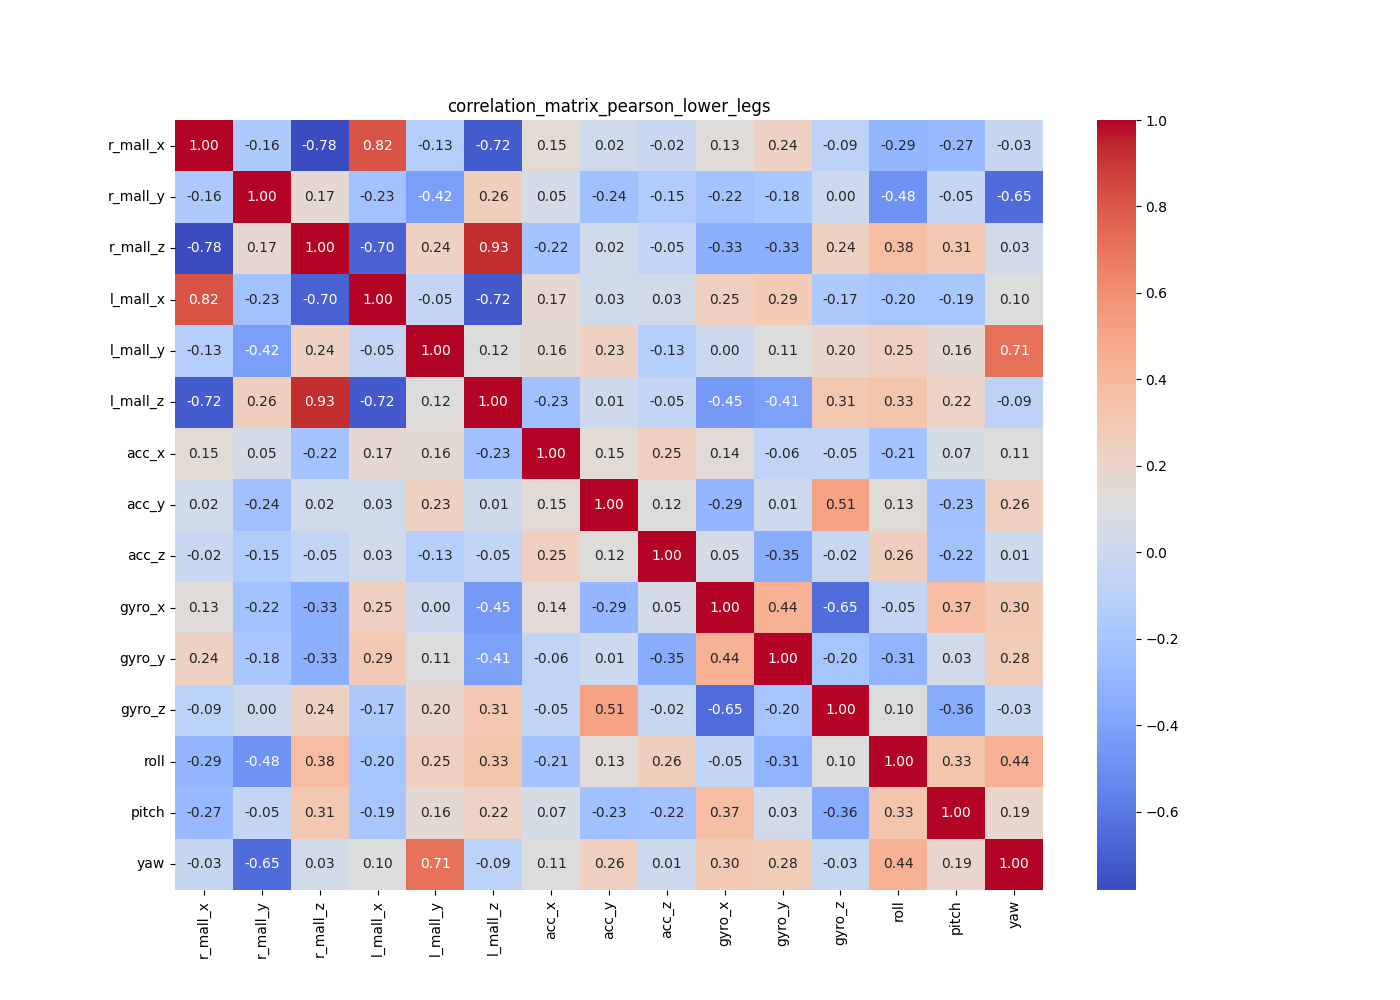 correlation_matrix_pearson_lower_legs
r_mall_x 1.00 -0.16 -0.78 0.82 -0.13 -0.72 0.15 0.02 -0.02 0.13 0.24 -0.09 -0.29 -0.27 -0.03
r_mall_y -0.16 1.00 0.17 -0.23 -0.42 0.26 0.05 -0.24 -0.15 -0.22 -0.18 0.00 -0.48 -0.05 -0.65
r_mall_z -0.78 0.17 1.00 -0.70 0.24 0.93 -0.22 0.02 -0.05 -0.33 -0.33 0.24 0.38 0.31 0.03
l_mall_x 0.82 -0.23 -0.70 1.00 -0.05 -0.72 0.17 0.03 0.03 0.25 0.29 -0.17 -0.20 -0.19 0.10
l_mall_y -0.13 -0.42 0.24 -0.05 1.00 0.12 0.16 0.23 -0.13 0.00 0.11 0.20 0.25 0.16 0.71
l_mall_z -0.72 0.26 0.93 -0.72 0.12 1.00 -0.23 0.01 -0.05 -0.45 -0.41 0.31 0.33 0.22 -0.09
acc_x 0.15 0.05 -0.22 0.17 0.16 -0.23 1.00 0.15 0.25 0.14 -0.06 -0.05 -0.21 0.07 0.11
acc_y 0.02 -0.24 0.02 0.03 0.23 0.01 0.15 1.00 0.12 -0.29 0.01 0.51 0.13 -0.23 0.26
acc_z -0.02 -0.15 -0.05 0.03 -0.13 -0.05 0.25 0.12 1.00 0.05 -0.35 -0.02 0.26 -0.22 0.01
gyro_x 0.13 -0.22 -0.33 0.25 0.00 -0.45 0.14 -0.29 0.05 1.00 0.44 -0.65 -0.05 0.37 0.30
gyro_y 0.24 -0.18 -0.33 0.29 0.11 -0.41 -0.06 0.01 -0.35 0.44 1.00 -0.20 -0.31 0.03 0.28
gyro_z -0.09 0.00 0.24 -0.17 0.20 0.31 -0.05 0.51 -0.02 -0.65 -0.20 1.00 0.10 -0.36 -0.03
roll -0.29 -0.48 0.38 -0.20 0.25 0.33 -0.21 0.13 0.26 -0.05 -0.31 0.10 1.00 0.33 0.44
pitch -0.27 -0.05 0.31 -0.19 0.16 0.22 0.07 -0.23 -0.22 0.37 0.03 -0.36 0.33 1.00 0.19
yaw -0.03 -0.65 0.03 0.10 0.71 -0.09 0.11 0.26 0.01 0.30 0.28 -0.03 0.44 0.19 1.00
r_mall_x r_mall_y r_mall_z l_mall_x l_mall_y l_mall_z acc_x acc_y acc_z gyro_x gyro_y gyro_z roll pitch yaw
1.0
0.8
0.6
0.4
0.2
0.0
−0.2
−0.4
−0.6